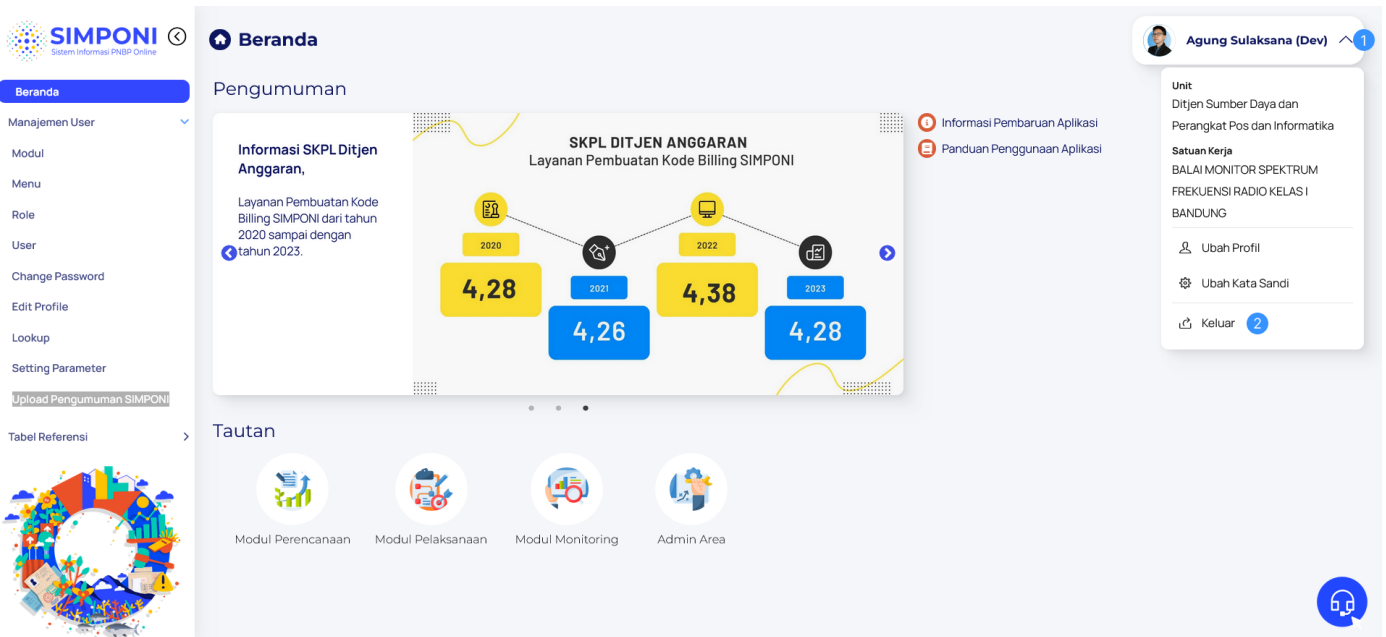 SIMPONI
Sistem Informasi PNBP Online
Beranda
Manajemen User
Modul
Menu
Role
User
Change Password
Edit Profile
Lookup
Setting Parameter
Upload Pengumuman SIMPONI
Tabel Referensi
Beranda
Pengumuman
Informasi SKPL Ditjen
Anggaran,
Layanan Pembuatan Kode
Billing SIMPONI dari tahun
2020 sampai dengan
tahun 2023.
SKPL DITJEN ANGGARAN
Layanan Pembuatan Kode Billing SIMPONI
2020
4,28
2021
4,26
2022
4,38
2023
4,28
Informasi Pembaruan Aplikasi
Panduan Penggunaan Aplikasi
Agung Sulaksana (Dev) 1
Unit
Ditjen Sumber Daya dan
Perangkat Pos dan Informatika
Satuan Kerja
BALAI MONITOR SPEKTRUM
FREKUENSI RADIO KELAS I
BANDUNG
Ubah Profil
Ubah Kata Sandi
Keluar 2
Tautan
Modul Perencanaan
Modul Pelaksanaan
Modul Monitoring
Admin Area